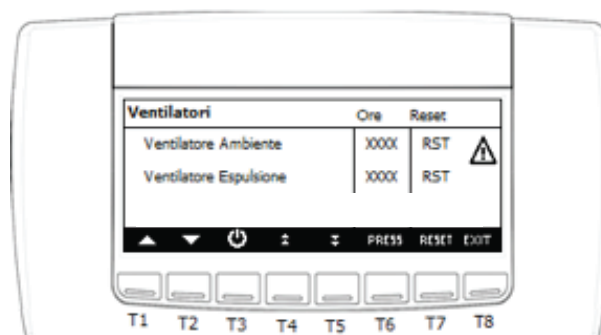 Ventilatori Ore Reset
Ventilatore Ambiente XXXX RST
Ventilatore Espulsione XXXX RST
PRESS RESET EXIT
T1 T2 T3 T4 T5 T6 T7 T8